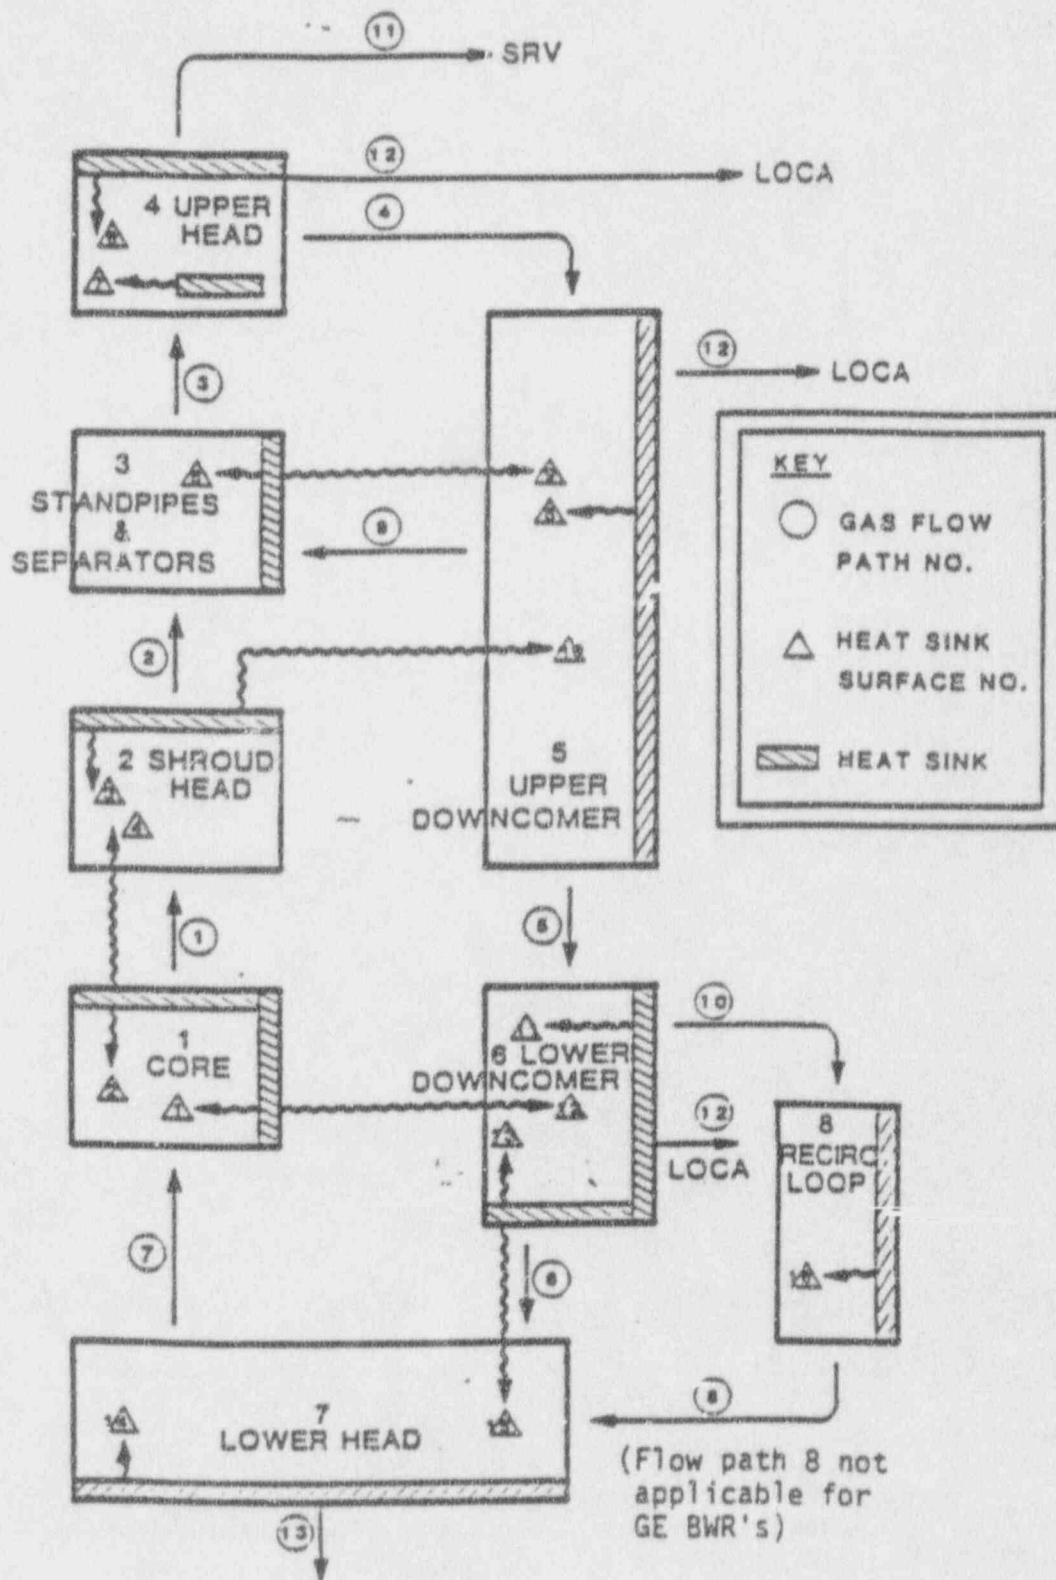 11
SRV
12
LOCA
4 UPPER
HEAD
4
12
LOCA
3
3
STANDPIPES
&
SEPARATORS
9
KEY
GAS FLOW
PATH NO.
HEAT SINK
SURFACE NO.
HEAT SINK
2
2 SHROUD
HEAD
5
UPPER
DOWNCOMER
1
5
1
CORE
6 LOWER
DOWNCOMER
10
12
LOCA
8
RECIRC
LOOP
7
6
7
LOWER HEAD
8
(Flow path 8 not
applicable for
GE BWR's)
13